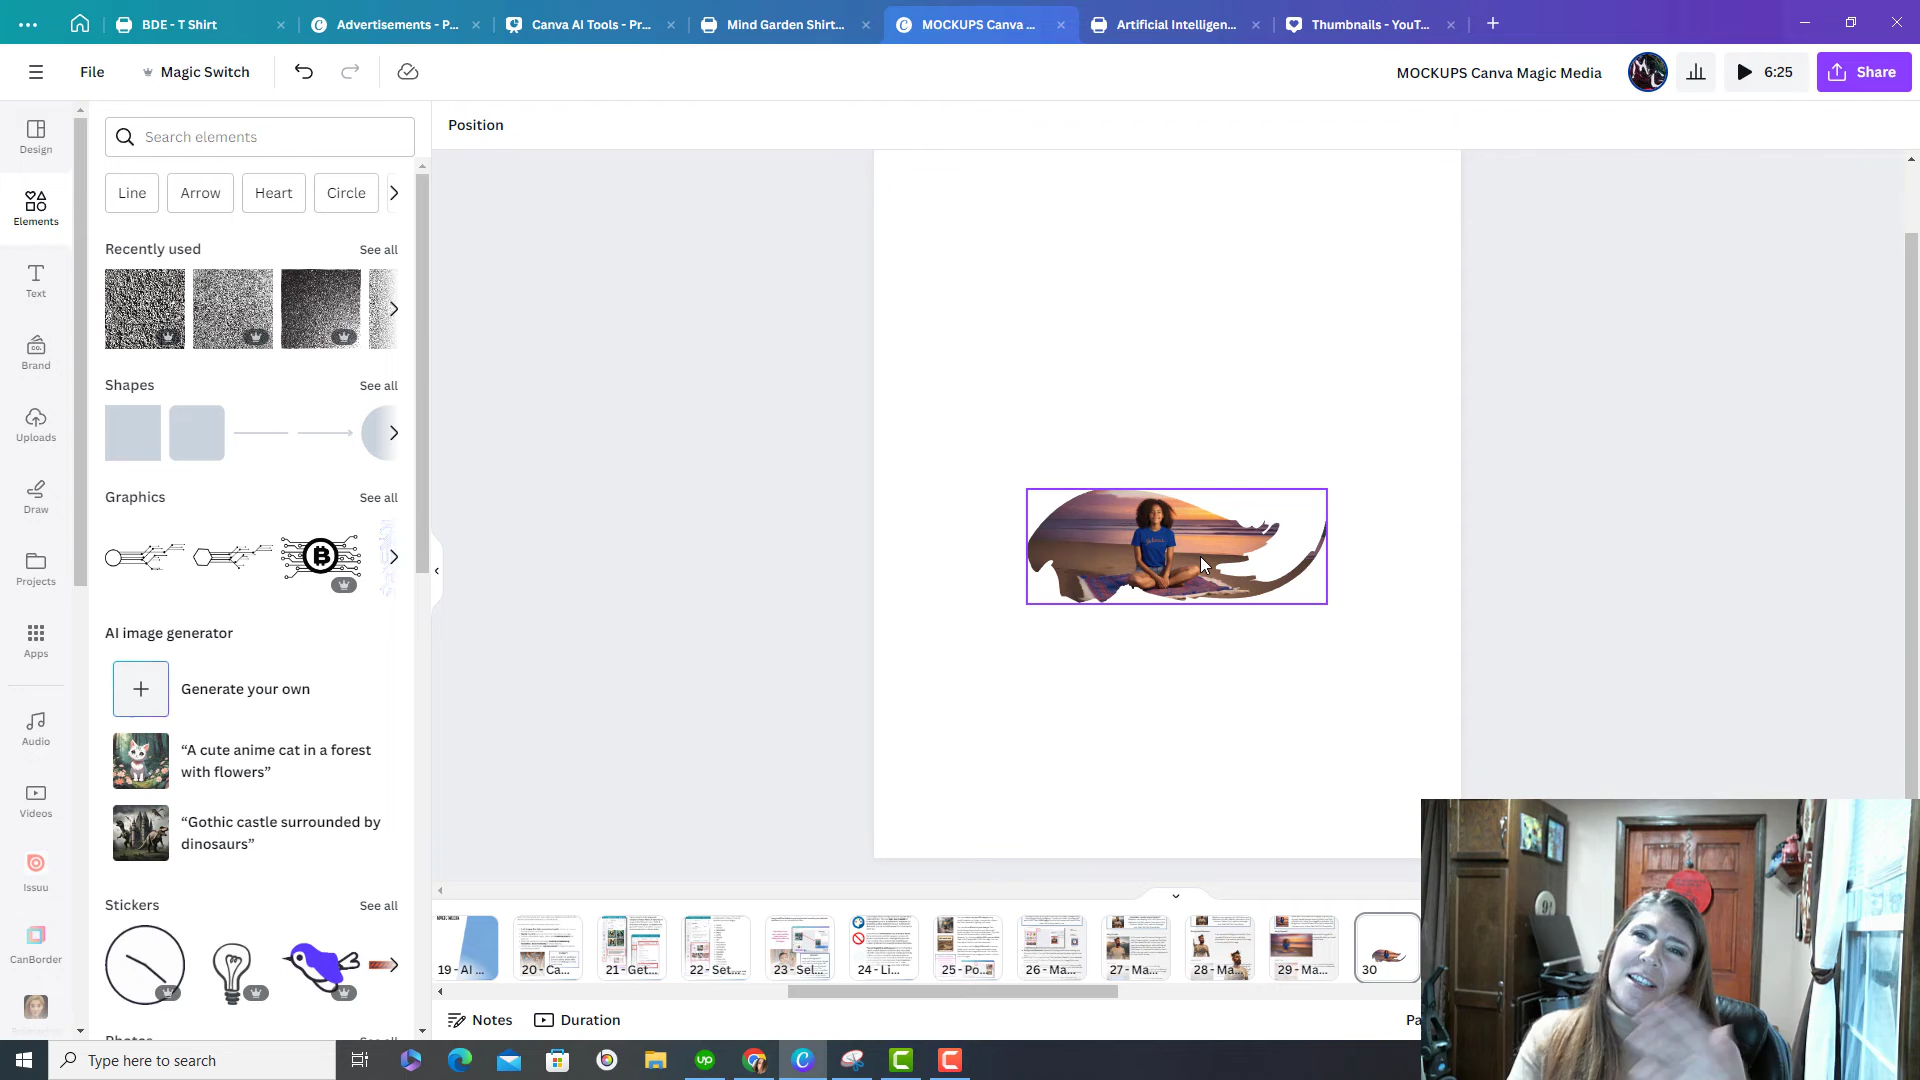 BDE - T Shirt
Advertisements - P...
Canva AI Tools - Pr...
Mind Garden Shirt...
MOCKUPS Canva ...
Artificial Intelligen...
Thumbnails - YouT...
File
Magic Switch
MOCKUPS Canva Magic Media
6:25
Share
Design
Elements
Text
Brand
Uploads
Draw
Projects
Apps
Audio
Videos
Issuu
CanBorder
Search elements
Position
Line
Arrow
Heart
Circle
Recently used
See all
Shapes
See all
Graphics
See all
AI image generator
Generate your own
“A cute anime cat in a forest
with flowers”
“Gothic castle surrounded by
dinosaurs”
Stickers
See all
19 - AI ...
20 - Ca...
21 - Get...
22 - Set...
23 - Sel...
24 - Li...
25 - Po...
26 - Ma...
27 - Ma...
28 - Ma...
29 - Ma...
30
Notes
Duration
Pa
Type here to search